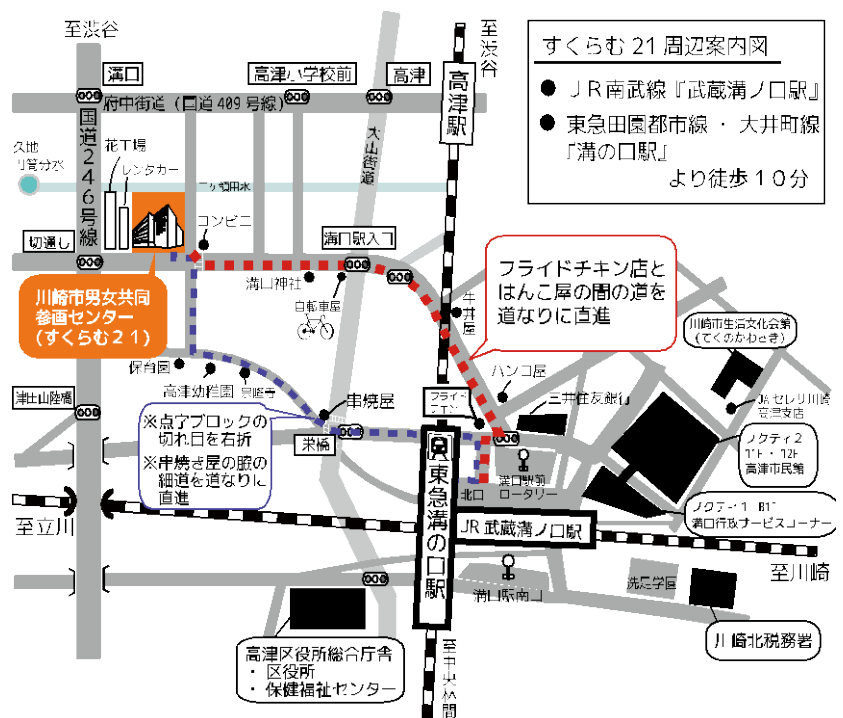 至渋谷
至渋谷
すくらむ21周辺案内図
● JR南武線『武蔵溝ノ口駅』
● 東急田園都市線・大井町線
『溝の口駅』
より徒歩10分
溝口
高津小学校前
高津
高津駅
府中街道(国道409号線)
国道246号線
大山街道
久地
円筒分水
花工場
レンタカー
二ヶ領用水
コンビニ
切通し
溝口駅入口
溝口神社
自転車屋
牛丼屋
フライドチキン店と
はんこ屋の間の道を
道なりに直進
川崎市男女共同
参画センター
(すくらむ21)
川崎市生活文化会館
(てくのかわさき)
保育園
高津幼稚園
宗隆寺
ハンコ屋
三井住友銀行
JAセレサ川崎
高津支店
津田山陸橋
串焼屋
フライド
チキン
栄橋
※点字ブロックの
切れ目を右折
※串焼き屋の脇の
細道を道なりに
直進
ノクティ2
11F・12F
高津市民館
溝口駅前
ロータリー
北口
東急溝の口駅
JR武蔵溝ノ口駅
ノクティ1 B1F
溝口行政サービスコーナー
至立川
至川崎
溝口駅南口
洗足学園
川崎北税務署
高津区役所総合庁舎
・区役所
・保健福祉センター
至中央林間